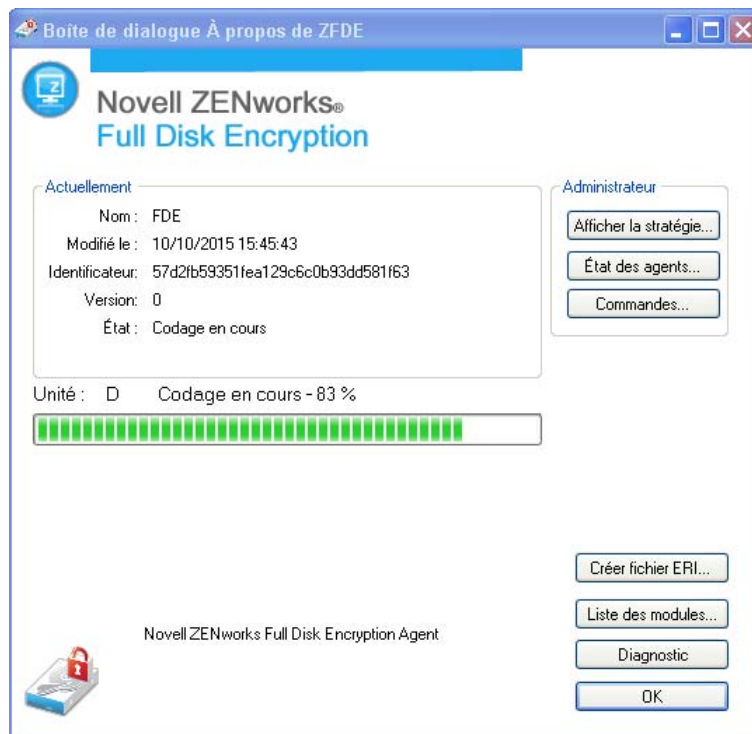 Boîte de dialogue À propos de ZFDE
Z
Novell ZENworks®
Full Disk Encryption
Actuellement
Nom : FDE
Modifié le : 10/10/2015 15:45:43
Identificateur: 57d2fb59351fea129c6c0b93dd581f63
Version: 0
État : Codage en cours
Administrateur
Afficher la stratégie...
État des agents...
Commandes...
Unité : D Codage en cours - 83 %
Créer fichier ERI...
Liste des modules...
Novell ZENworks Full Disk Encryption Agent
Diagnostic
OK